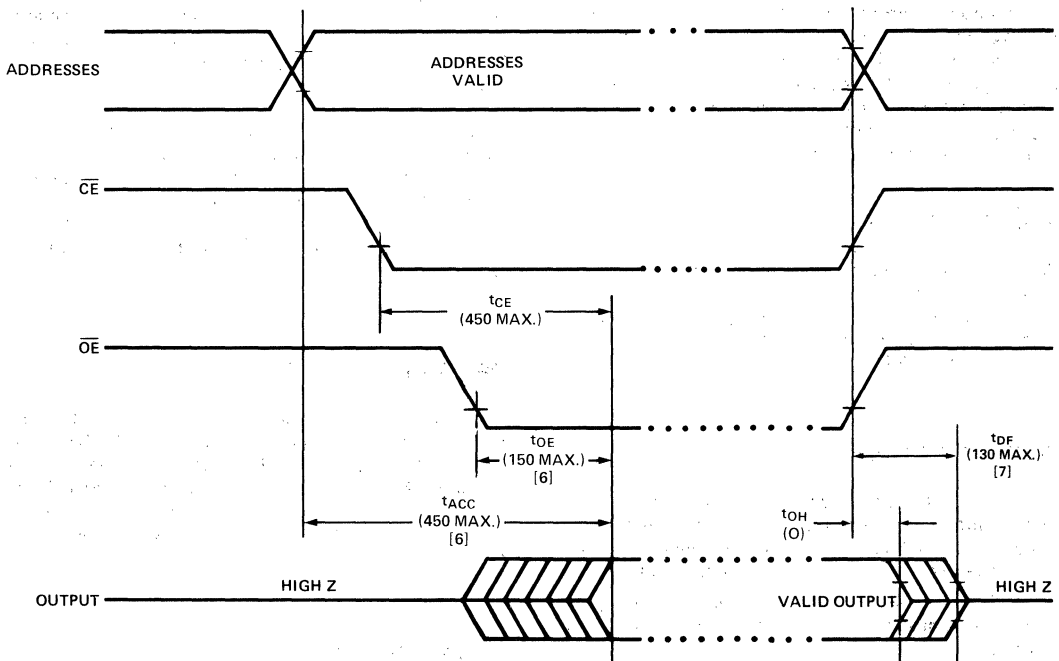 ADDRESSES
ADDRESSES
VALID
CE
tCE
(450 MAX.)
OE
tOE
(150 MAX.)
[6]
tDF
(130 MAX.)
[7]
tACC
(450 MAX.)
[6]
tOH
(O)
OUTPUT
HIGH Z
VALID OUTPUT
HIGH Z